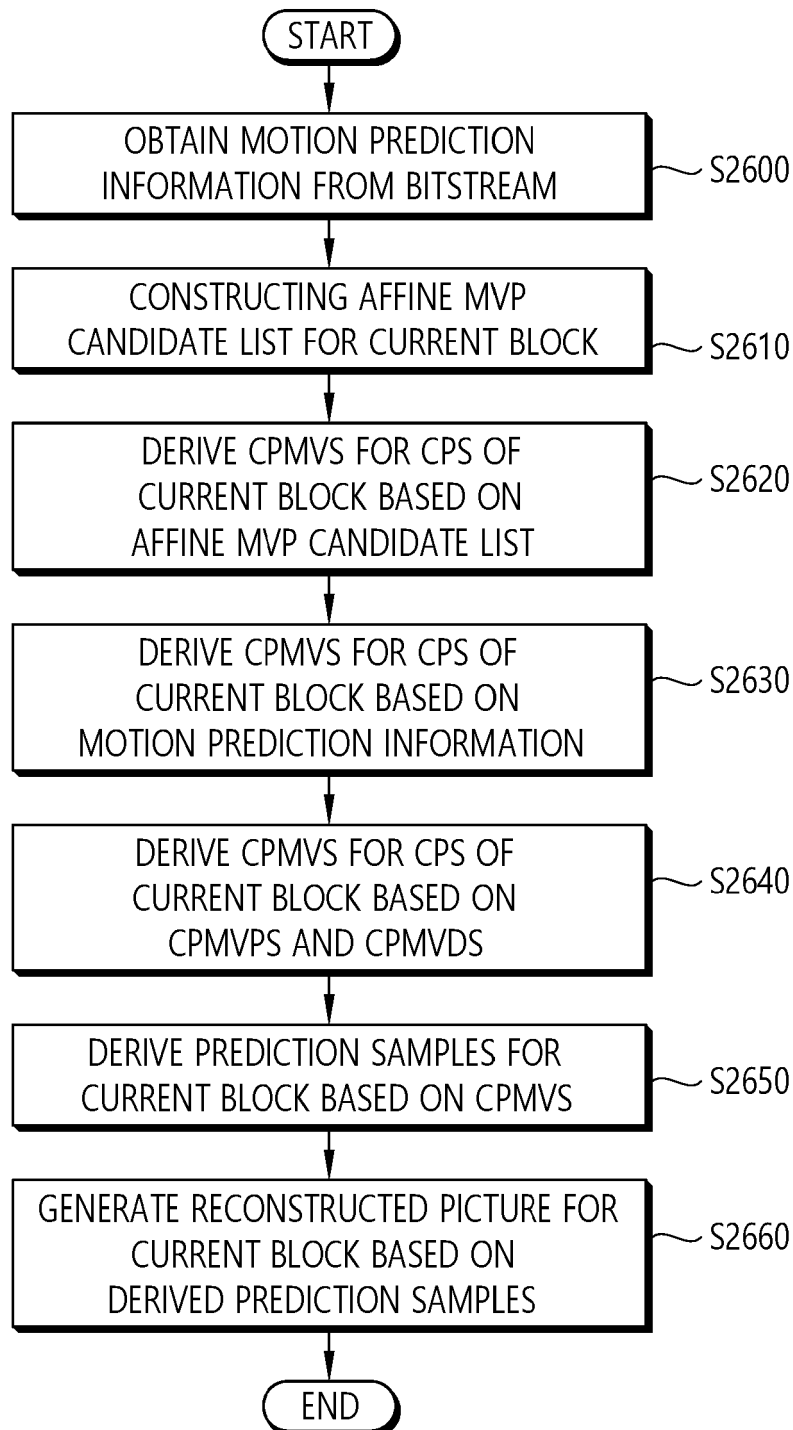 START
OBTAIN MOTION PREDICTION
INFORMATION FROM BITSTREAM
S2600
CONSTRUCTING AFFINE MVP
CANDIDATE LIST FOR CURRENT BLOCK
S2610
DERIVE CPMVS FOR CPS OF
CURRENT BLOCK BASED ON
AFFINE MVP CANDIDATE LIST
S2620
DERIVE CPMVS FOR CPS OF
CURRENT BLOCK BASED ON
MOTION PREDICTION INFORMATION
S2630
DERIVE CPMVS FOR CPS OF
CURRENT BLOCK BASED ON
CPMVPS AND CPMVDS
S2640
DERIVE PREDICTION SAMPLES FOR
CURRENT BLOCK BASED ON CPMVS
S2650
GENERATE RECONSTRUCTED PICTURE FOR
CURRENT BLOCK BASED ON
DERIVED PREDICTION SAMPLES
S2660
END